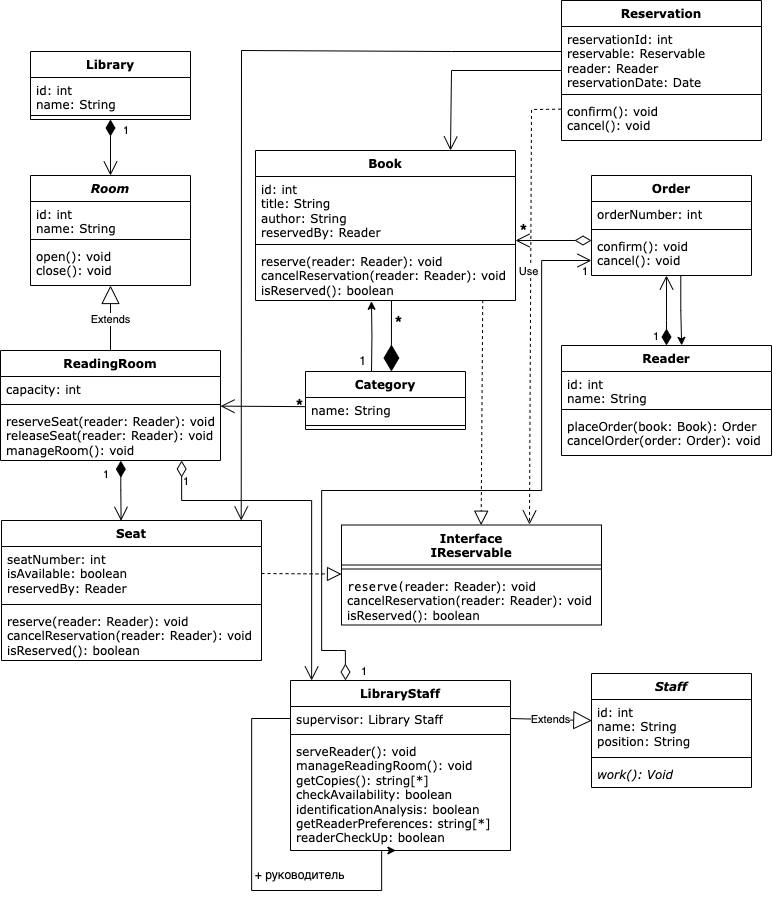 Reservation
reservationId: int
reservable: Reservable
reader: Reader
reservationDate: Date
confirm(): void
cancel(): void
Library
id: int
name: String
1
Room
id: int
name: String
open(): void
close(): void
Extends
Book
id: int
title: String
author: String
reservedBy: Reader
reserve(reader: Reader): void
cancelReservation(reader: Reader): void
isReserved(): boolean
*
Use
Order
orderNumber: int
confirm(): void
cancel(): void
1
1
Reader
id: int
name: String
placeOrder(book: Book): Order
cancelOrder(order: Order): void
*
1
Category
name: String
*
ReadingRoom
capacity: int
reserveSeat(reader: Reader): void
releaseSeat(reader: Reader): void
manageRoom(): void
1
1
Seat
seatNumber: int
isAvailable: boolean
reservedBy: Reader
reserve(reader: Reader): void
cancelReservation(reader: Reader): void
isReserved(): boolean
Interface
IReservable
reserve(reader: Reader): void
cancelReservation(reader: Reader): void
isReserved(): boolean
1
LibraryStaff
supervisor: Library Staff
serveReader(): void
manageReadingRoom(): void
getCopies(): string[*]
checkAvailability: boolean
identificationAnalysis: boolean
getReaderPreferences: string[*]
readerCheckUp: boolean
+ руководитель
Extends
Staff
id: int
name: String
position: String
work(): Void